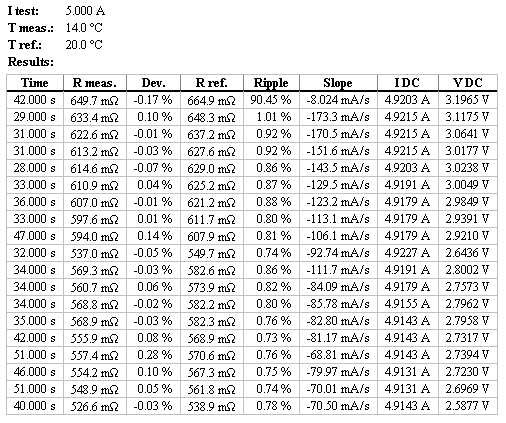 I test: 5.000 A
T meas.: 14.0 °C
T ref.: 20.0 °C
Results:
Time R meas. Dev. R ref. Ripple Slope I DC V DC
42.000 s 649.7 mΩ -0.17 % 664.9 mΩ 90.45 % -8.024 mA/s 4.9203 A 3.1965 V
29.000 s 633.4 mΩ 0.10 % 648.3 mΩ 1.01 % -173.3 mA/s 4.9215 A 3.1175 V
31.000 s 622.6 mΩ -0.01 % 637.2 mΩ 0.92 % -170.5 mA/s 4.9215 A 3.0641 V
31.000 s 613.2 mΩ -0.03 % 627.6 mΩ 0.92 % -151.6 mA/s 4.9215 A 3.0177 V
28.000 s 614.6 mΩ -0.07 % 629.0 mΩ 0.86 % -143.5 mA/s 4.9203 A 3.0238 V
33.000 s 610.9 mΩ 0.04 % 625.2 mΩ 0.87 % -129.5 mA/s 4.9191 A 3.0049 V
36.000 s 607.0 mΩ -0.01 % 621.2 mΩ 0.88 % -123.2 mA/s 4.9179 A 2.9849 V
33.000 s 597.6 mΩ -0.01 % 611.7 mΩ 0.80 % -113.1 mA/s 4.9179 A 2.9391 V
47.000 s 594.0 mΩ 0.14 % 607.9 mΩ 0.81 % -106.1 mA/s 4.9179 A 2.9210 V
32.000 s 537.0 mΩ -0.05 % 549.7 mΩ 0.74 % -92.74 mA/s 4.9227 A 2.6436 V
34.000 s 569.3 mΩ -0.03 % 582.6 mΩ 0.86 % -111.7 mA/s 4.9191 A 2.8002 V
34.000 s 560.7 mΩ 0.06 % 573.9 mΩ 0.82 % -84.09 mA/s 4.9179 A 2.7573 V
34.000 s 568.8 mΩ -0.02 % 582.2 mΩ 0.80 % -85.78 mA/s 4.9155 A 2.7962 V
35.000 s 568.9 mΩ -0.03 % 582.3 mΩ 0.76 % -82.80 mA/s 4.9143 A 2.7958 V
42.000 s 555.9 mΩ 0.08 % 568.9 mΩ 0.73 % -81.17 mA/s 4.9143 A 2.7317 V
51.000 s 557.4 mΩ 0.28 % 570.6 mΩ 0.76 % -68.81 mA/s 4.9143 A 2.7394 V
46.000 s 554.2 mΩ 0.10 % 567.3 mΩ 0.75 % -79.97 mA/s 4.9131 A 2.7230 V
51.000 s 548.9 mΩ 0.05 % 561.8 mΩ 0.74 % -70.01 mA/s 4.9131 A 2.6969 V
40.000 s 526.6 mΩ -0.03 % 538.9 mΩ 0.78 % -70.50 mA/s 4.9143 A 2.5877 V